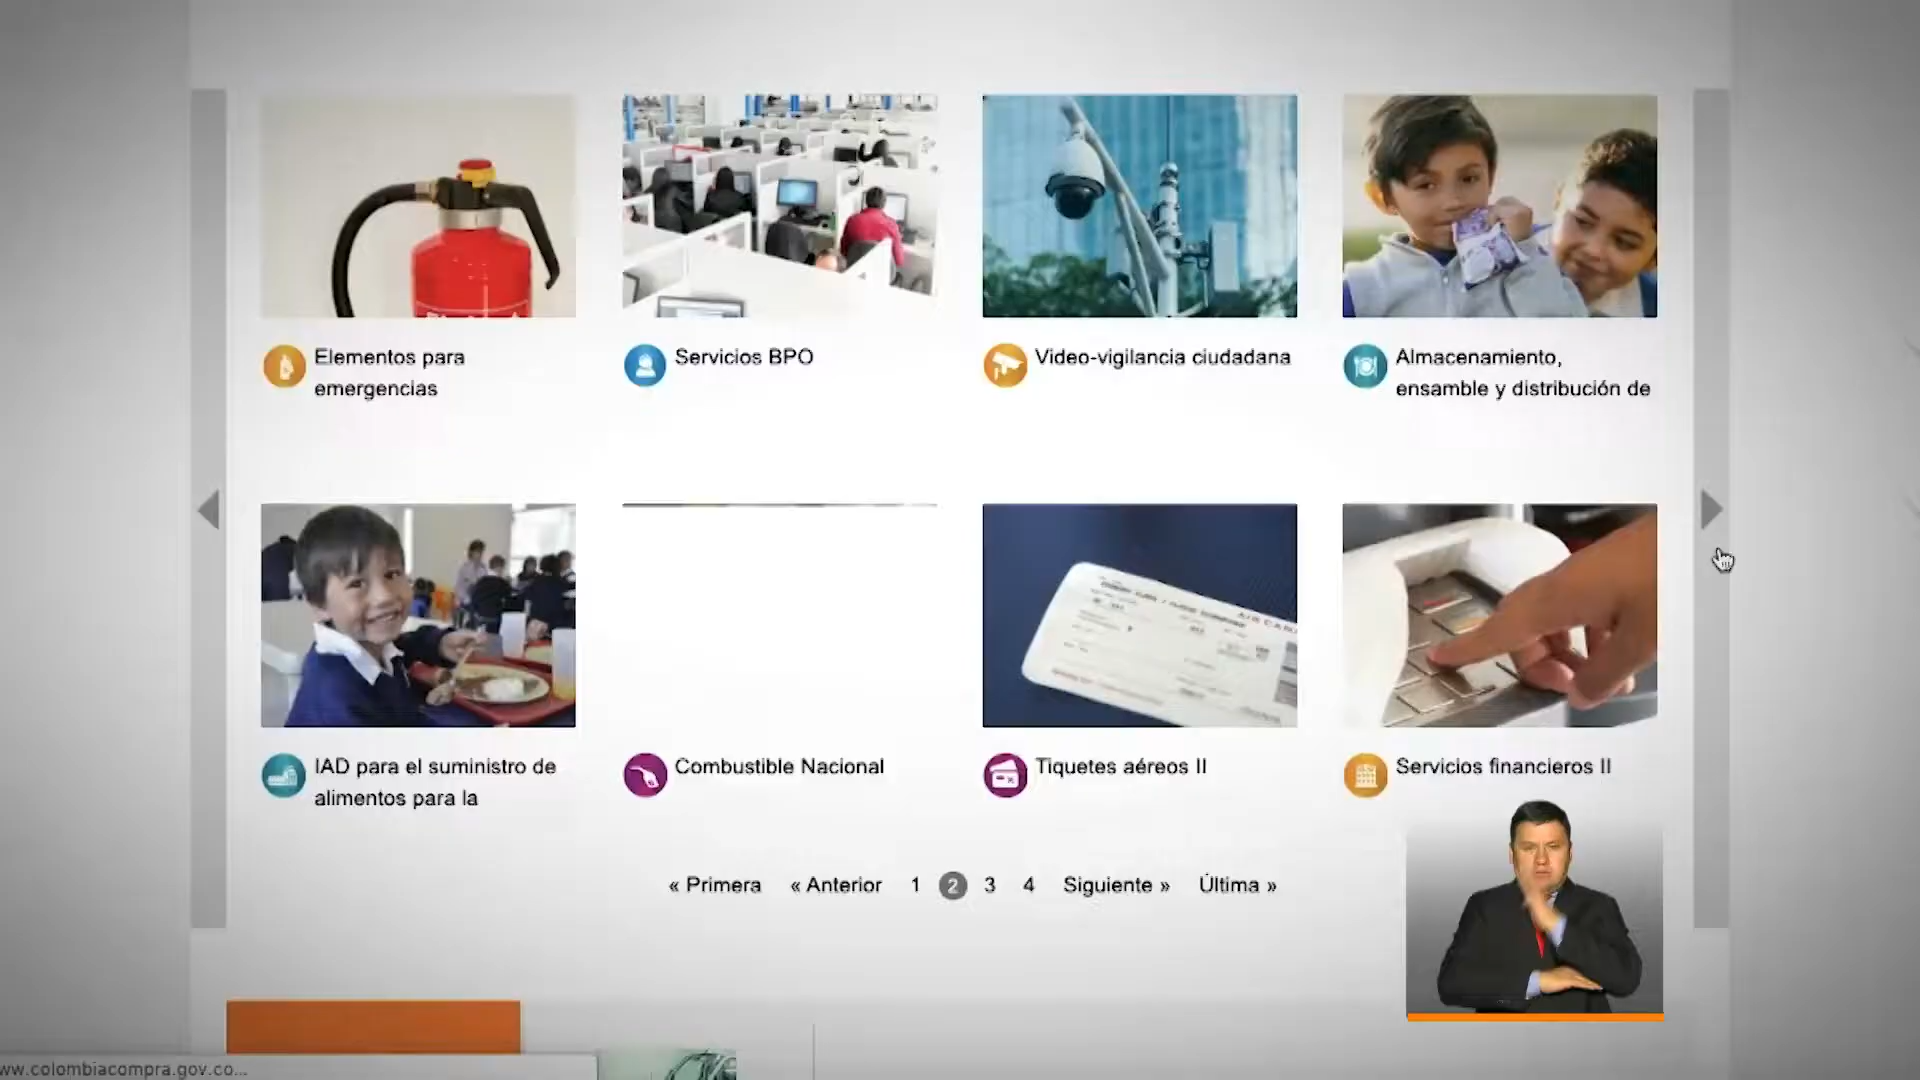 Elementos para
emergencias
Servicios BPO
Video-vigilancia ciudadana
Almacenamiento,
ensamble y distribución de
IAD para el suministro de
alimentos para la
Combustible Nacional
Tiquetes aéreos II
Servicios financieros II
« Primera « Anterior 1 2 3 4 Siguiente » Última »
ww.colombiacompra.gov.co...